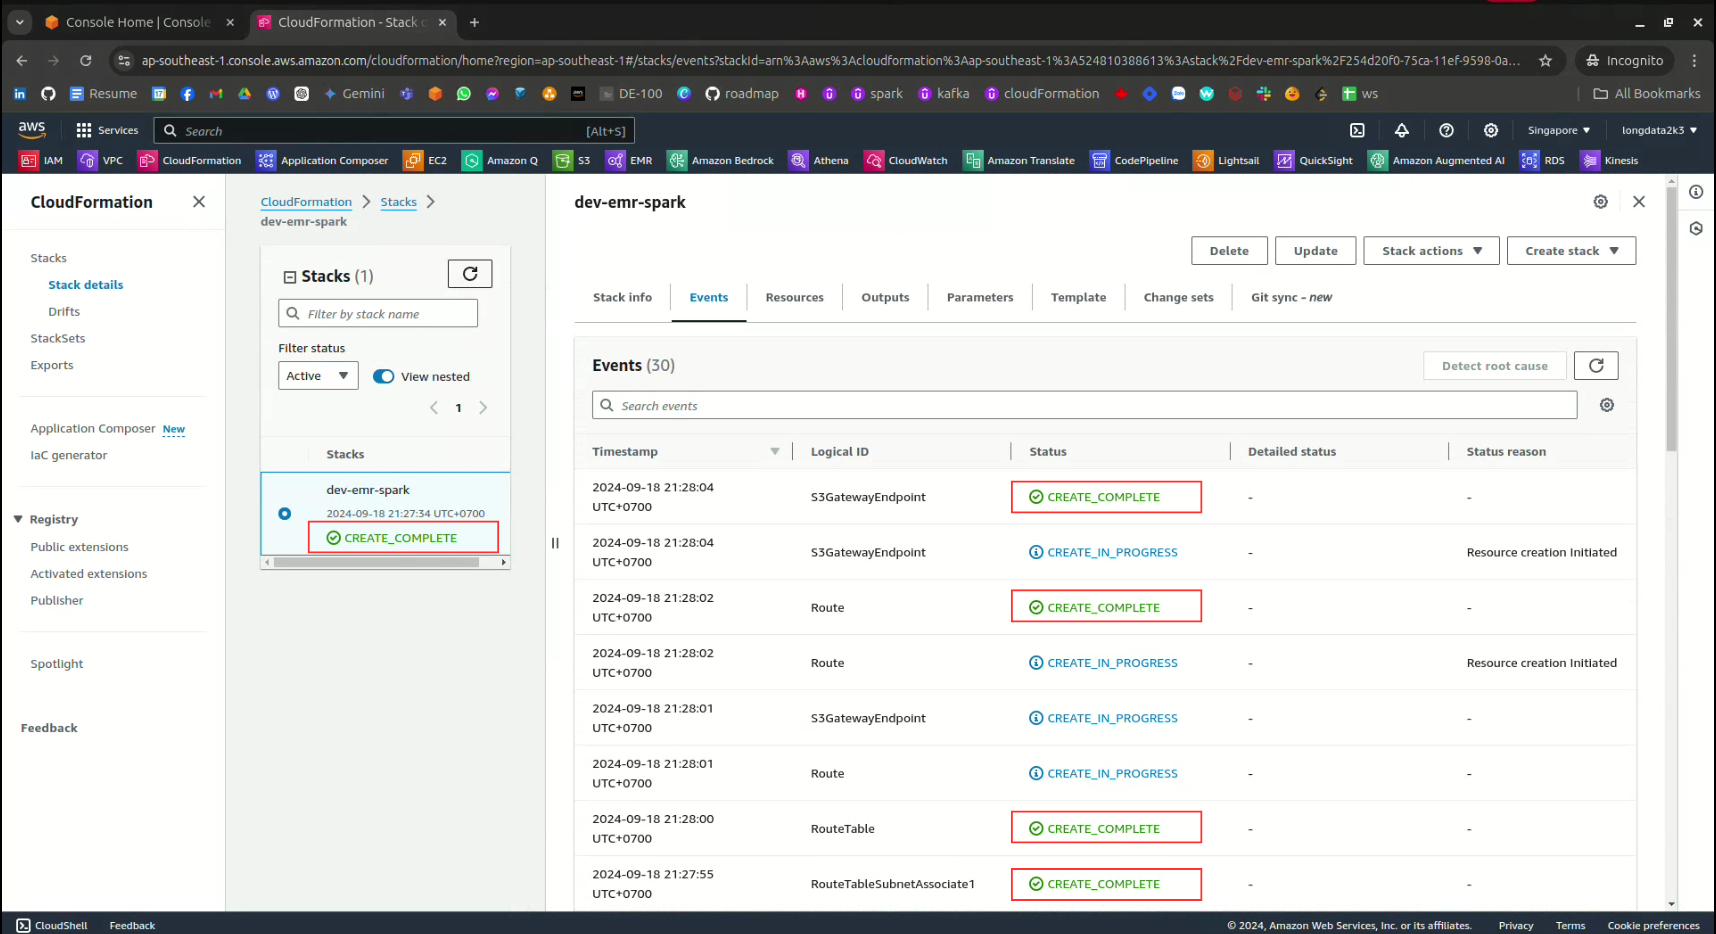 Console Home | Console
CloudFormation - Stack
ap-southeast-1.console.aws.amazon.com/cloudformation/home?region=ap-southeast-1#/stacks/events?stackId=arn%3Aaws%3Acloudformation%3Aap-southeast-1%3A524810388613%3Astack%2Fdev-emr-spark%2F254d20f0-75ca-11ef-9598-0a...
Incognito
Resume
Gemini
DE-100
roadmap
spark
kafka
cloudFormation
ws
All Bookmarks
aws
Services
Search
[Alt+S]
Singapore
longdata2k3
IAM
VPC
CloudFormation
Application Composer
EC2
Amazon Q
S3
EMR
Amazon Bedrock
Athena
CloudWatch
Amazon Translate
CodePipeline
Lightsail
QuickSight
Amazon Augmented AI
RDS
Kinesis
CloudFormation
Stacks
Stack details
Drifts
StackSets
Exports
Application Composer New
IaC generator
Registry
Public extensions
Activated extensions
Publisher
Spotlight
Feedback
CloudFormation > Stacks >
dev-emr-spark
Stacks (1)
Filter by stack name
Filter status
Active
View nested
1
Stacks
dev-emr-spark
2024-09-18 21:27:34 UTC+0700
CREATE_COMPLETE
dev-emr-spark
Delete
Update
Stack actions
Create stack
Stack info
Events
Resources
Outputs
Parameters
Template
Change sets
Git sync - new
Events (30)
Detect root cause
Search events
Timestamp Logical ID Status Detailed status Status reason
2024-09-18 21:28:04 UTC+0700 S3GatewayEndpoint CREATE_COMPLETE - -
2024-09-18 21:28:04 UTC+0700 S3GatewayEndpoint CREATE_IN_PROGRESS - Resource creation Initiated
2024-09-18 21:28:02 UTC+0700 Route CREATE_COMPLETE - -
2024-09-18 21:28:02 UTC+0700 Route CREATE_IN_PROGRESS - Resource creation Initiated
2024-09-18 21:28:01 UTC+0700 S3GatewayEndpoint CREATE_IN_PROGRESS - -
2024-09-18 21:28:01 UTC+0700 Route CREATE_IN_PROGRESS - -
2024-09-18 21:28:00 UTC+0700 RouteTable CREATE_COMPLETE - -
2024-09-18 21:27:55 UTC+0700 RouteTableSubnetAssociate1 CREATE_COMPLETE - -
CloudShell
Feedback
© 2024, Amazon Web Services, Inc. or its affiliates.
Privacy
Terms
Cookie preferences